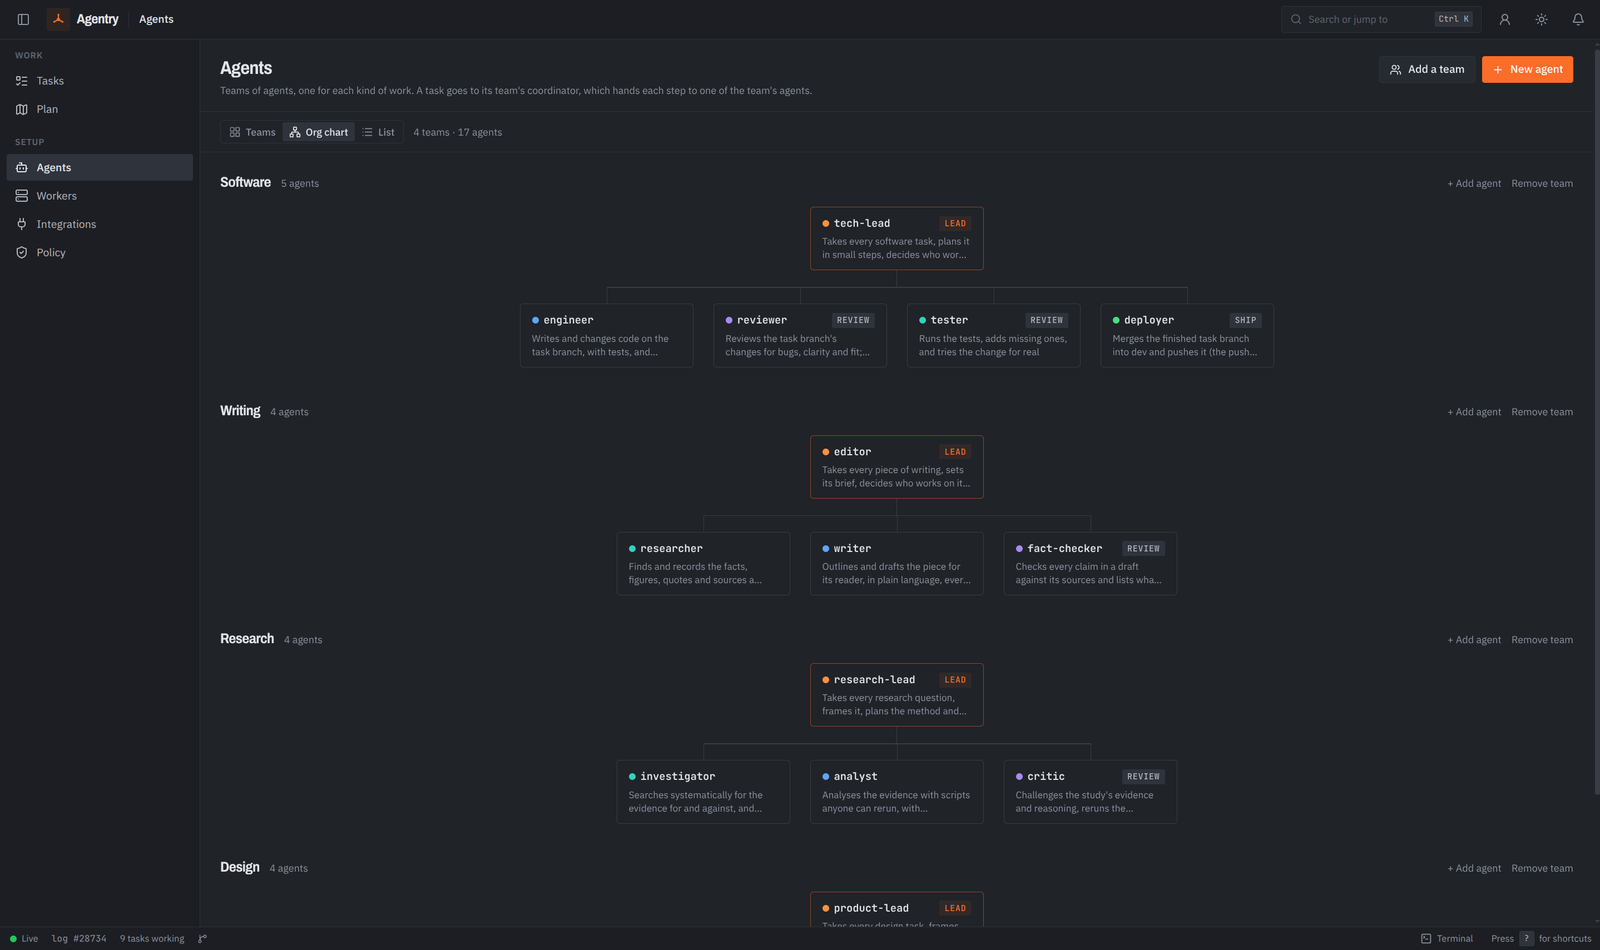 Agentry Agents
Search or jump to Ctrl K
WORK
Tasks
Plan
SETUP
Agents
Workers
Integrations
Policy
Agents
Teams of agents, one for each kind of work. A task goes to its team's coordinator, which hands each step to one of the team's agents.
Add a team
+ New agent
Teams Org chart List 4 teams · 17 agents
Software 5 agents
+ Add agent Remove team
tech-lead LEAD
Takes every software task, plans it
in small steps, decides who wor...
engineer
Writes and changes code on the
task branch, with tests, and...
reviewer REVIEW
Reviews the task branch's
changes for bugs, clarity and fit;...
tester REVIEW
Runs the tests, adds missing ones,
and tries the change for real
deployer SHIP
Merges the finished task branch
into dev and pushes it (the push...
Writing 4 agents
+ Add agent Remove team
editor LEAD
Takes every piece of writing, sets
its brief, decides who works on it...
researcher
Finds and records the facts,
figures, quotes and sources a...
writer
Outlines and drafts the piece for
its reader, in plain language, ever...
fact-checker REVIEW
Checks every claim in a draft
against its sources and lists wha...
Research 4 agents
+ Add agent Remove team
research-lead LEAD
Takes every research question,
frames it, plans the method and...
investigator
Searches systematically for the
evidence for and against, and...
analyst
Analyses the evidence with scripts
anyone can rerun, with...
critic REVIEW
Challenges the study's evidence
and reasoning, reruns the...
Design 4 agents
+ Add agent Remove team
product-lead LEAD
Takes every design task, frames
Live log #28734 9 tasks working
Terminal Press ? for shortcuts